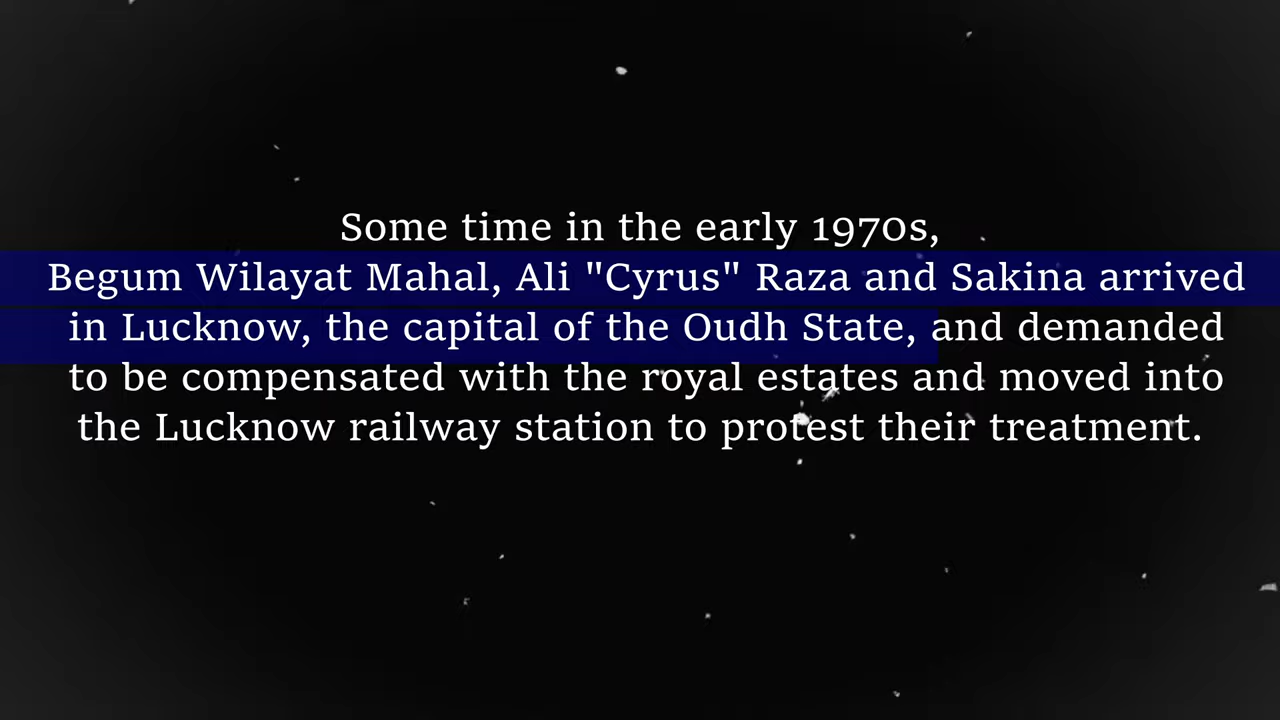 Some time in the early 1970s,
Begum Wilayat Mahal, Ali "Cyrus" Raza and Sakina arrived
in Lucknow, the capital of the Oudh State, and demanded
to be compensated with the royal estates and moved into
the Lucknow railway station to protest their treatment.